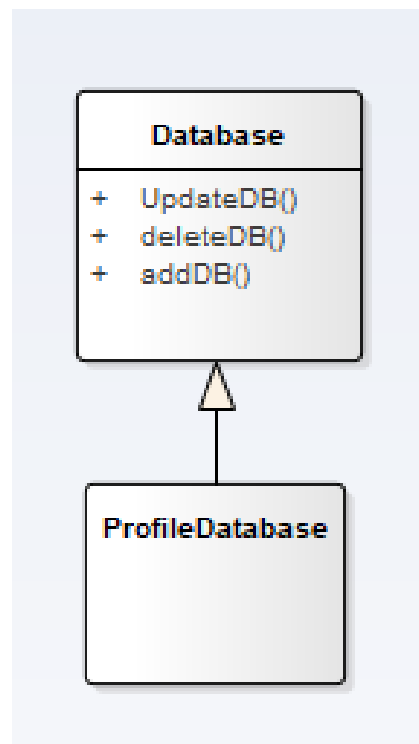 Database
+ UpdateDB()
+ deleteDB()
+ addDB()
ProfileDatabase